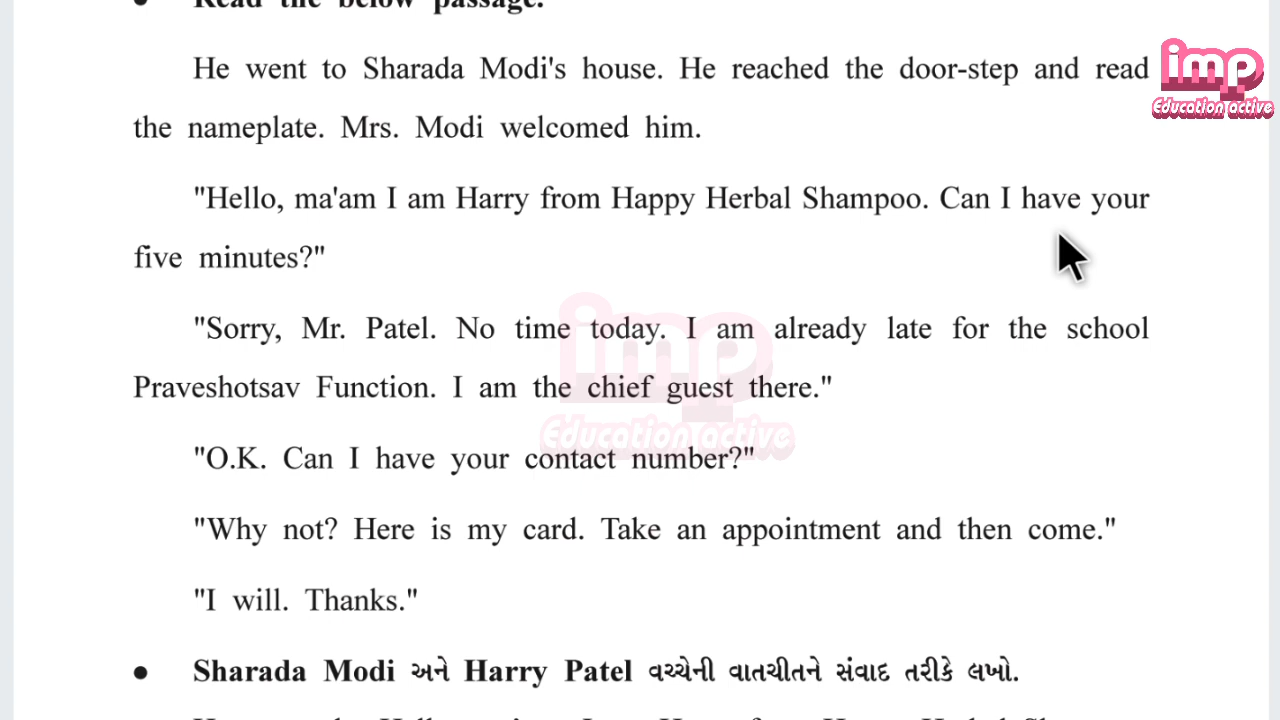 Read the below passage.
He went to Sharada Modi's house. He reached the door-step and read
the nameplate. Mrs. Modi welcomed him.
"Hello, ma'am I am Harry from Happy Herbal Shampoo. Can I have your
five minutes?"
"Sorry, Mr. Patel. No time today. I am already late for the school
Praveshotsav Function. I am the chief guest there."
"O.K. Can I have your contact number?"
"Why not? Here is my card. Take an appointment and then come."
"I will. Thanks."
Sharada Modi અને Harry Patel વચ્ચેની વાતચીતને સંવાદ તરીકે લખો.
imp
Education active
imp
Education active